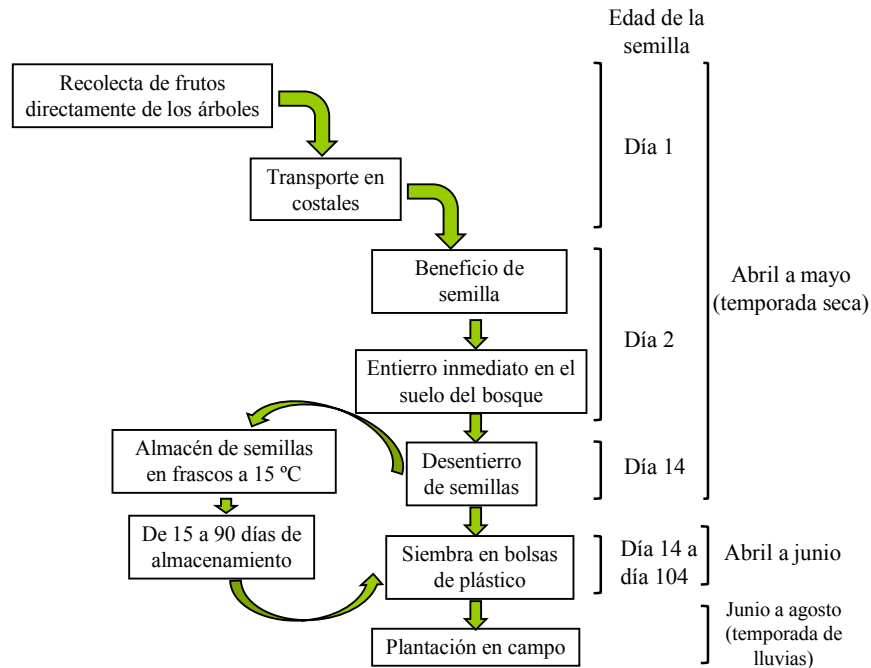 Edad de la
semilla
Recolecta de frutos
directamente de los árboles
Día 1
Transporte en
costales
Beneficio de
semilla
Abril a mayo
(temporada seca)
Día 2
Entierro inmediato en el
suelo del bosque
Almacén de semillas
en frascos a 15 ºC
Desentierro
de semillas
Día 14
De 15 a 90 días de
almacenamiento
Siembra en bolsas
de plástico
Día 14 a
día 104
Abril a junio
Junio a agosto
(temporada de
lluvias)
Plantación en campo